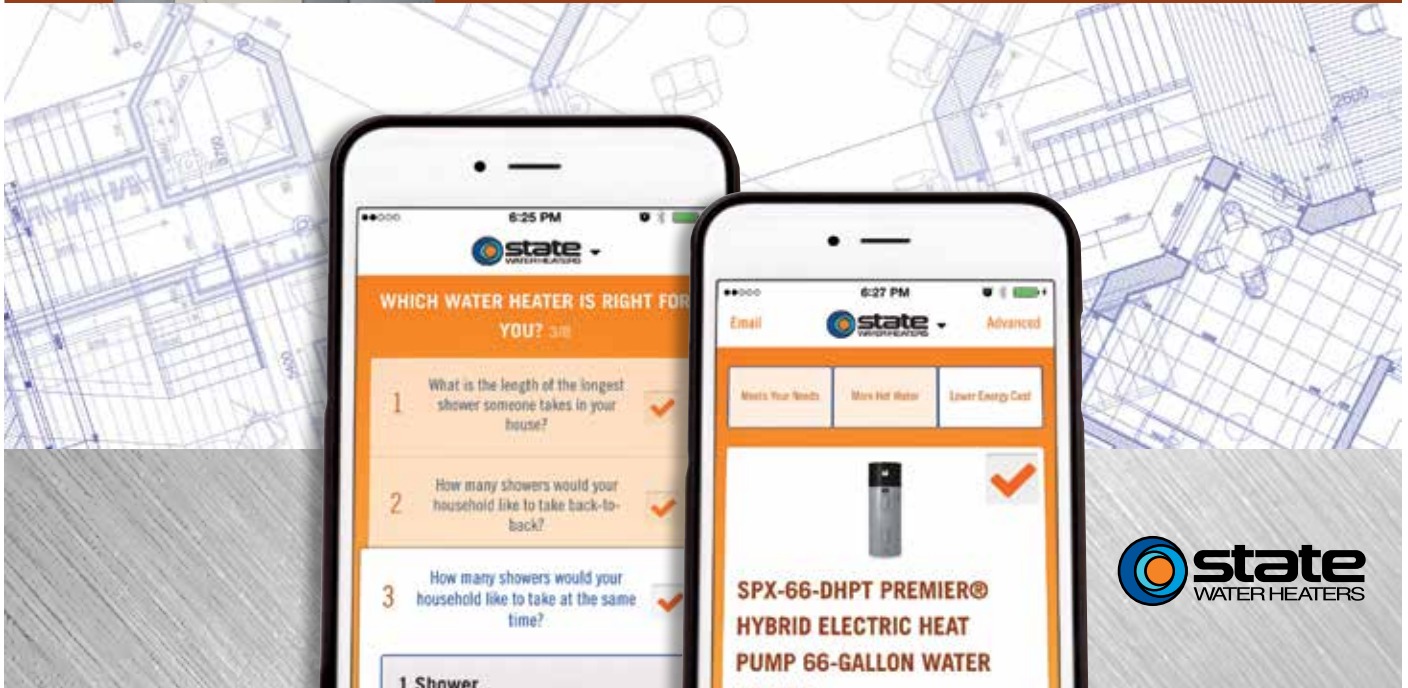 6:25 PM
state
WATER HEATERS
WHICH WATER HEATER IS RIGHT FOR
YOU? 3/8
1
What is the length of the longest
shower someone takes in your
house?
2
How many showers would your
household like to take back-to-
back?
3
How many showers would your
household like to take at the same
time?
1 Shower
6:27 PM
Email
state
WATER HEATERS
Advanced
Meets Your Needs
More Hot Water
Lower Energy Cost
SPX-66-DHPT PREMIER®
HYBRID ELECTRIC HEAT
PUMP 66-GALLON WATER
state
WATER HEATERS
2600